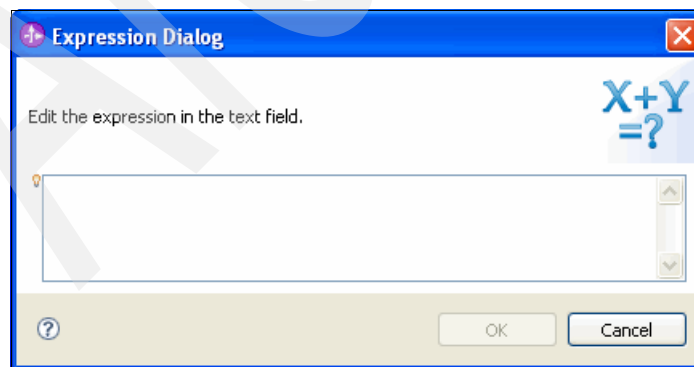 Expression Dialog
Edit the expression in the text field.
X+Y
=?
OK
Cancel